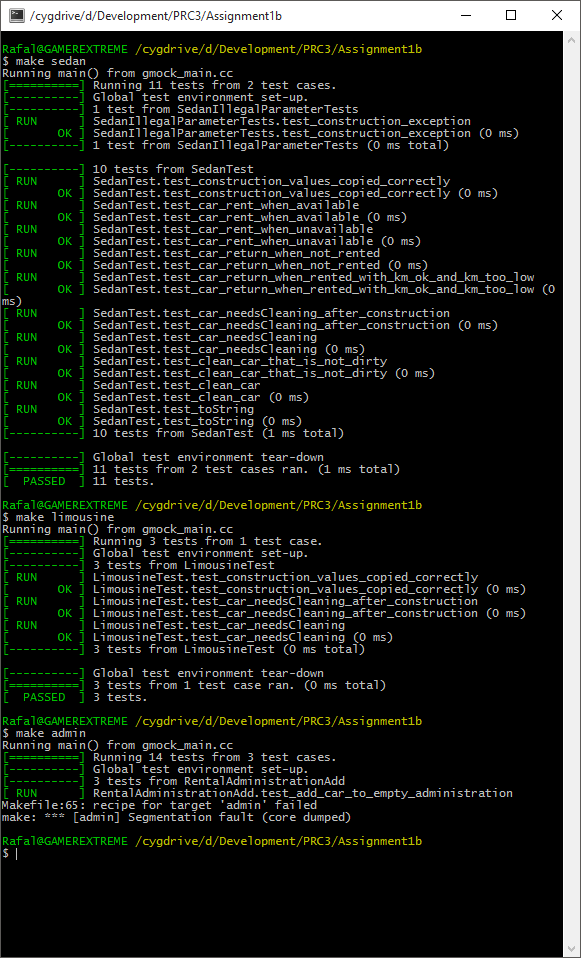 /cygdrive/d/Development/PRC3/Assignment1b
Rafal@GAMEREXTREME /cygdrive/d/Development/PRC3/Assignment1b
$ make sedan
Running main() from gmock_main.cc
[==========] Running 11 tests from 2 test cases.
[----------] Global test environment set-up.
[----------] 1 test from SedanIllegalParameterTests
[ RUN      ] SedanIllegalParameterTests.test_construction_exception
[       OK ] SedanIllegalParameterTests.test_construction_exception (0 ms)
[----------] 1 test from SedanIllegalParameterTests (0 ms total)
[----------] 10 tests from SedanTest
[ RUN      ] SedanTest.test_construction_values_copied_correctly
[       OK ] SedanTest.test_construction_values_copied_correctly (0 ms)
[ RUN      ] SedanTest.test_car_rent_when_available
[       OK ] SedanTest.test_car_rent_when_available (0 ms)
[ RUN      ] SedanTest.test_car_rent_when_unavailable
[       OK ] SedanTest.test_car_rent_when_unavailable (0 ms)
[ RUN      ] SedanTest.test_car_return_when_not_rented
[       OK ] SedanTest.test_car_return_when_not_rented (0 ms)
[ RUN      ] SedanTest.test_car_return_when_rented_with_km_ok_and_km_too_low
[       OK ] SedanTest.test_car_return_when_rented_with_km_ok_and_km_too_low (0
ms)
[ RUN      ] SedanTest.test_car_needsCleaning_after_construction
[       OK ] SedanTest.test_car_needsCleaning_after_construction (0 ms)
[ RUN      ] SedanTest.test_car_needsCleaning
[       OK ] SedanTest.test_car_needsCleaning (0 ms)
[ RUN      ] SedanTest.test_clean_car_that_is_not_dirty
[       OK ] SedanTest.test_clean_car_that_is_not_dirty (0 ms)
[ RUN      ] SedanTest.test_clean_car
[       OK ] SedanTest.test_clean_car (0 ms)
[ RUN      ] SedanTest.test_toString
[       OK ] SedanTest.test_toString (0 ms)
[----------] 10 tests from SedanTest (1 ms total)
[----------] Global test environment tear-down
[==========] 11 tests from 2 test cases ran. (1 ms total)
[  PASSED  ] 11 tests.
Rafal@GAMEREXTREME /cygdrive/d/Development/PRC3/Assignment1b
$ make limousine
Running main() from gmock_main.cc
[==========] Running 3 tests from 1 test case.
[----------] Global test environment set-up.
[----------] 3 tests from LimousineTest
[ RUN      ] LimousineTest.test_construction_values_copied_correctly
[       OK ] LimousineTest.test_construction_values_copied_correctly (0 ms)
[ RUN      ] LimousineTest.test_car_needsCleaning_after_construction
[       OK ] LimousineTest.test_car_needsCleaning_after_construction (0 ms)
[ RUN      ] LimousineTest.test_car_needsCleaning
[       OK ] LimousineTest.test_car_needsCleaning (0 ms)
[----------] 3 tests from LimousineTest (0 ms total)
[----------] Global test environment tear-down
[==========] 3 tests from 1 test case ran. (0 ms total)
[  PASSED  ] 3 tests.
Rafal@GAMEREXTREME /cygdrive/d/Development/PRC3/Assignment1b
$ make admin
Running main() from gmock_main.cc
[==========] Running 14 tests from 3 test cases.
[----------] Global test environment set-up.
[----------] 3 tests from RentalAdministrationAdd
[ RUN      ] RentalAdministrationAdd.test_add_car_to_empty_administration
Makefile:65: recipe for target 'admin' failed
make: *** [admin] Segmentation fault (core dumped)
Rafal@GAMEREXTREME /cygdrive/d/Development/PRC3/Assignment1b
$